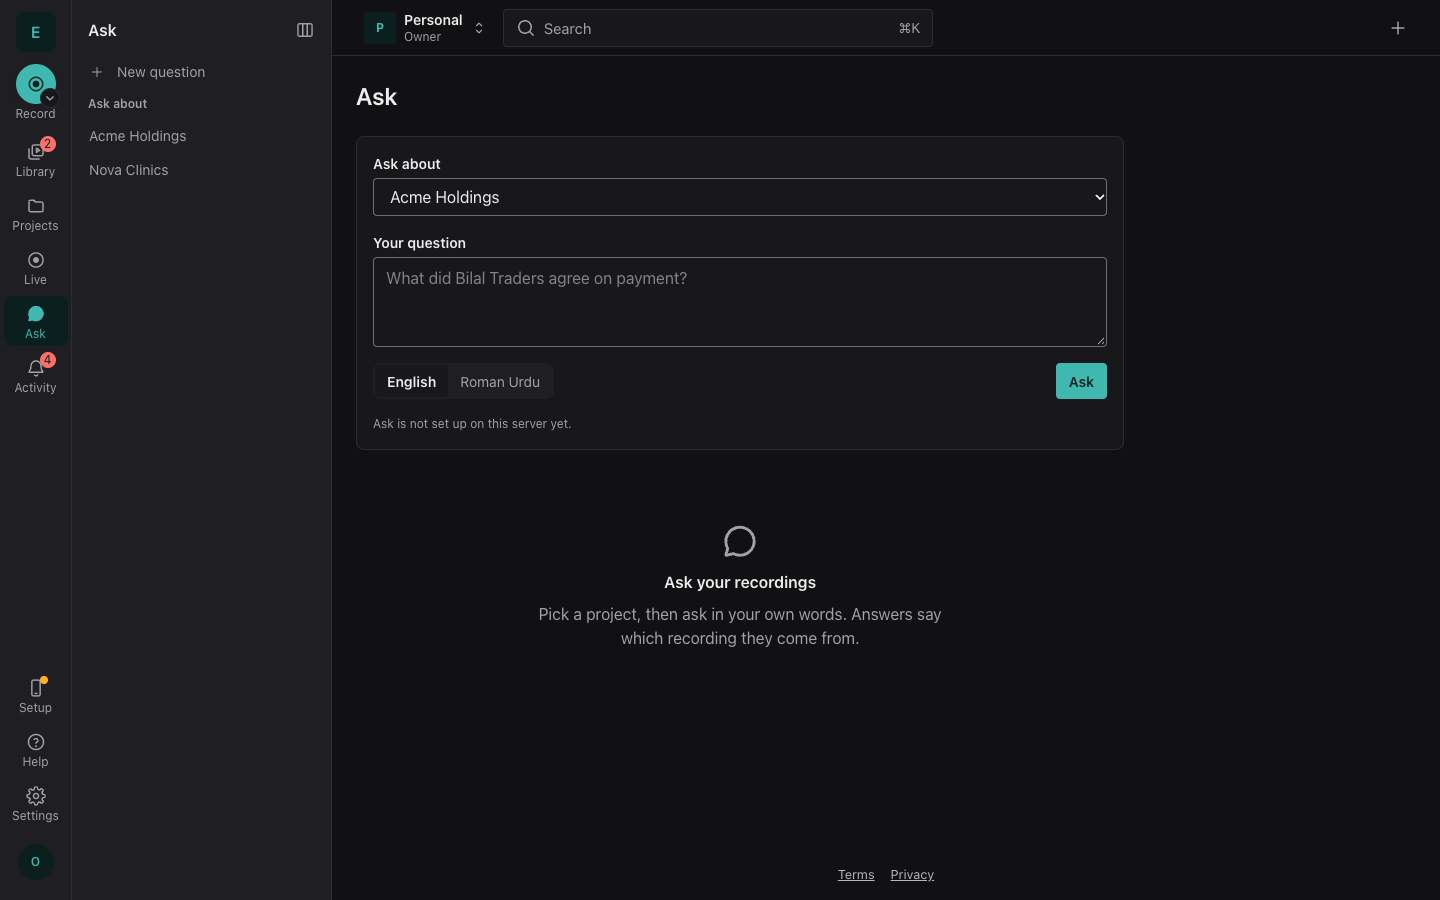 E
Record
2
Library
Projects
Live
Ask
4
Activity
Setup
Help
Settings
O
Ask
New question
Ask about
Acme Holdings
Nova Clinics
P
Personal
Owner
Search
⌘K
Ask
Ask about
Acme Holdings
Your question
What did Bilal Traders agree on payment?
English
Roman Urdu
Ask
Ask is not set up on this server yet.
Ask your recordings
Pick a project, then ask in your own words. Answers say
which recording they come from.
Terms
Privacy